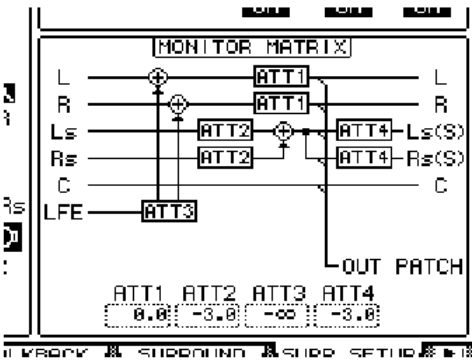 MONITOR MATRIX
L ATT1 L
R ATT1 R
Ls ATT2 ATT4 Ls(S)
Rs ATT2 ATT4 Rs(S)
C C
LFE ATT3
Rs
OUT PATCH
ATT1 ATT2 ATT3 ATT4
0.0 -3.0 -∞ -3.0
SURROUND SURR SETUP